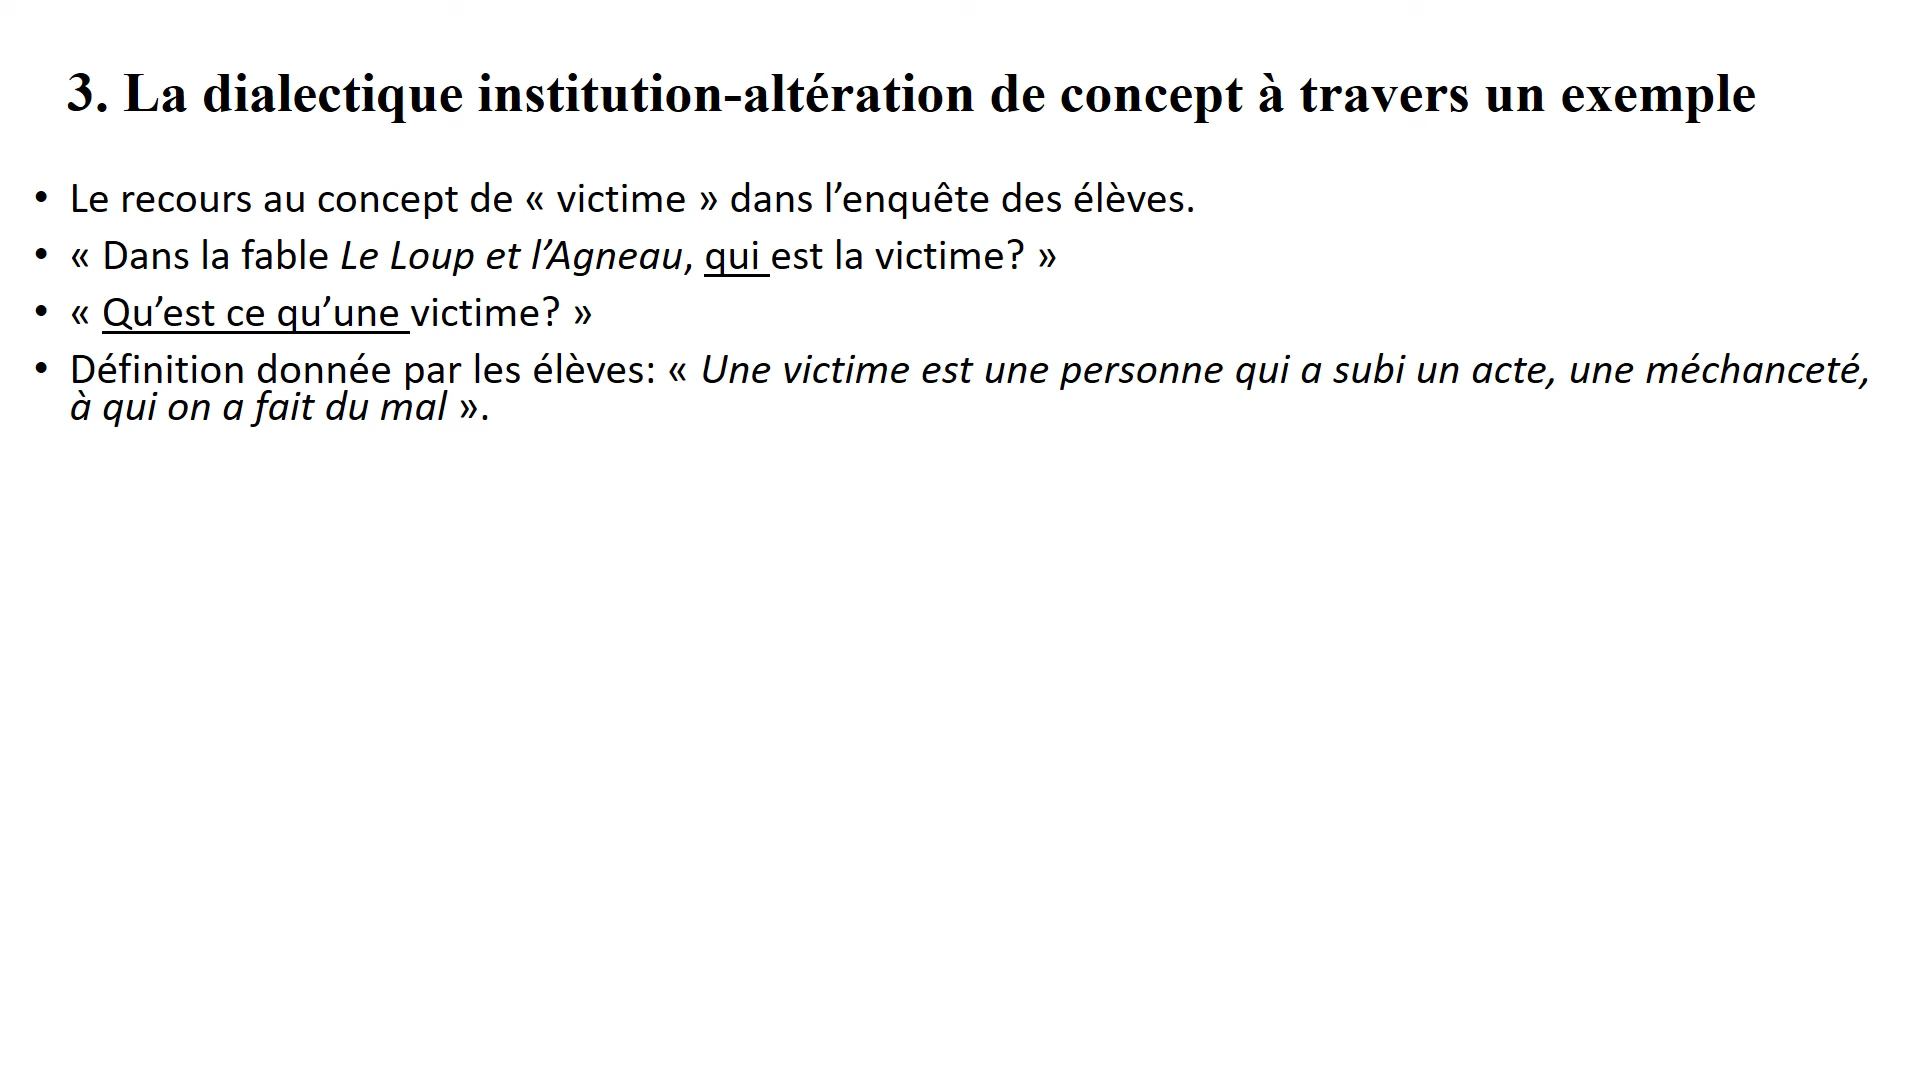 3. La dialectique institution-altération de concept à travers un exemple
• Le recours au concept de « victime » dans l’enquête des élèves.
• « Dans la fable Le Loup et l’Agneau, qui est la victime? »
• « Qu’est ce qu’une victime? »
• Définition donnée par les élèves: « Une victime est une personne qui a subi un acte, une méchanceté,
à qui on a fait du mal ».